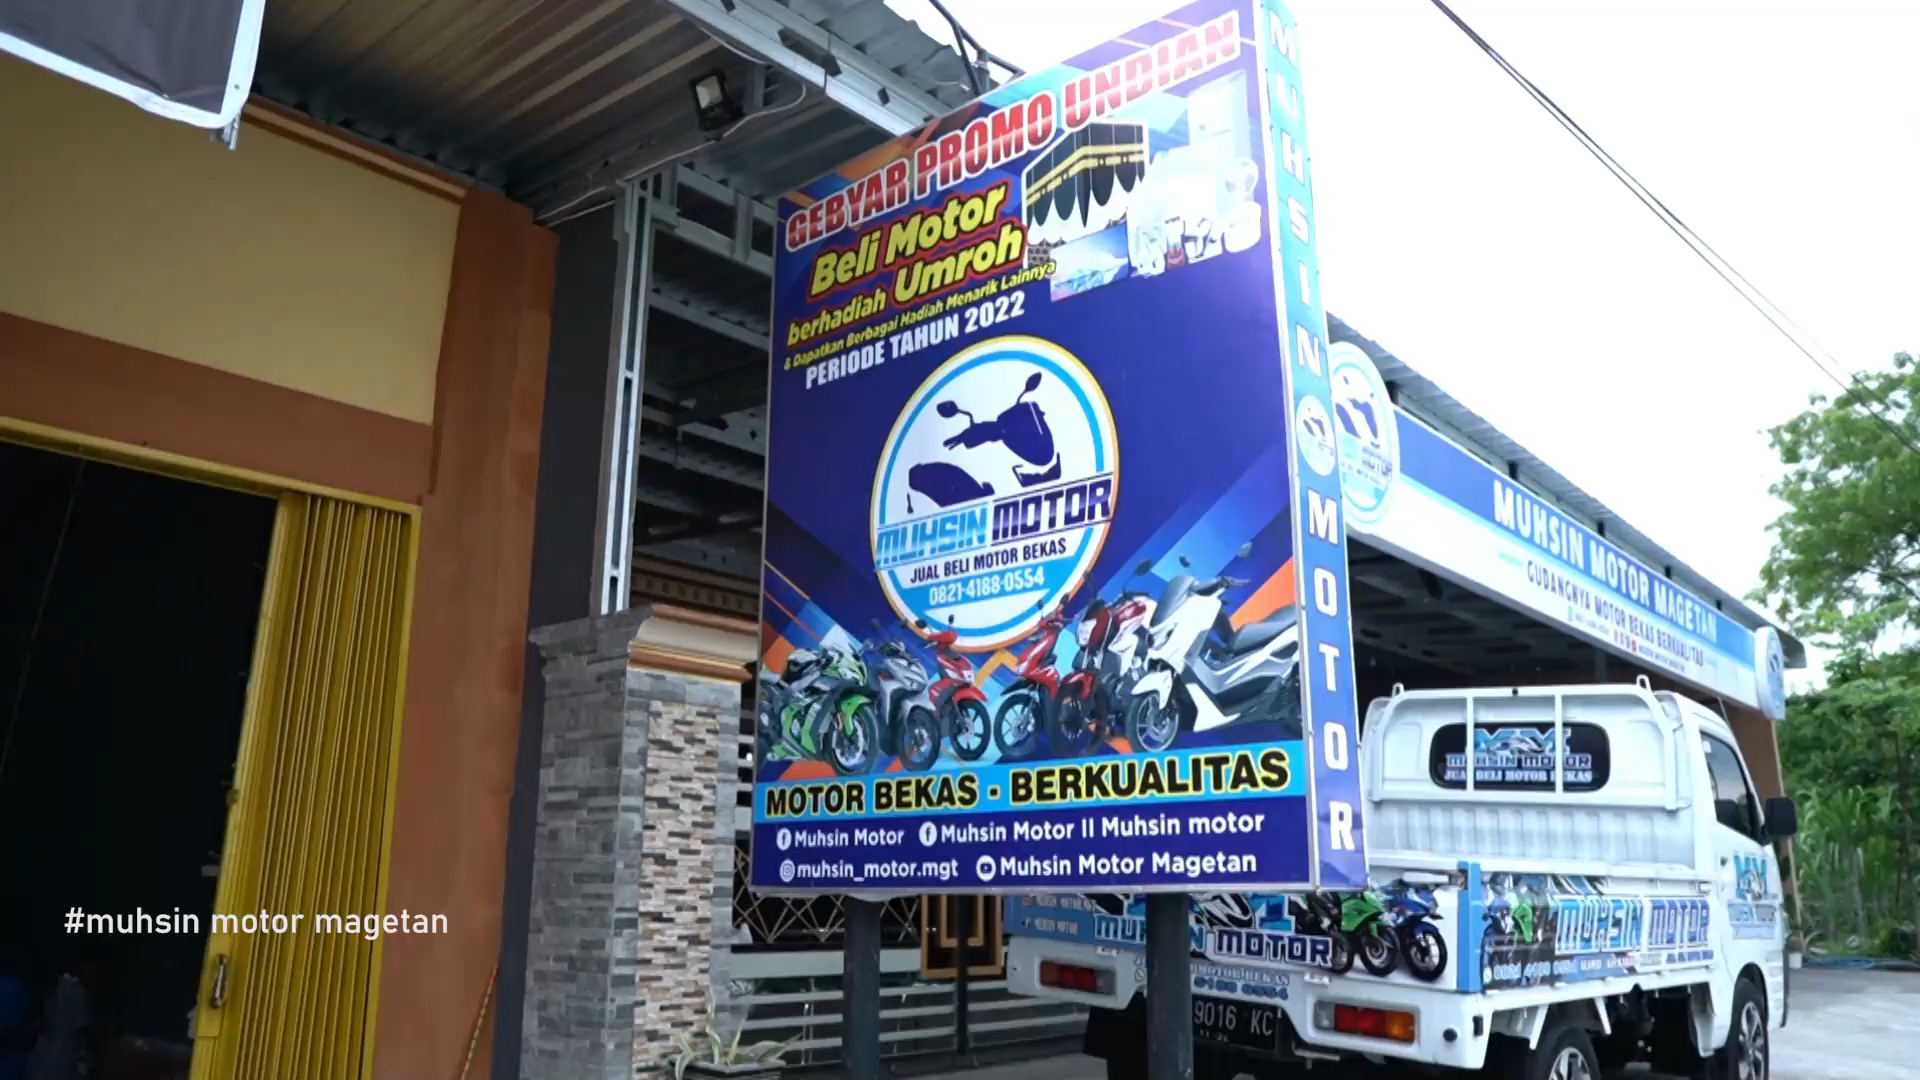 GEBYAR PROMO UNDIAN
Beli Motor
berhadiah Umroh
& Dapatkan Berbagai Hadiah Menarik Lainnya
PERIODE TAHUN 2022
MUHSIN MOTOR
JUAL BELI MOTOR BEKAS
0821-4188-0554
MOTOR BEKAS - BERKUALITAS
Muhsin Motor Muhsin Motor II Muhsin motor
muhsin_motor.mgt Muhsin Motor Magetan
MUHSIN MOTOR
MUHSIN MOTOR MAGETAN
GUDANGNYA MOTOR BEKAS BERKUALITAS
MM
MUHSIN MOTOR
JUAL BELI MOTOR BEKAS
MUHSIN MOTOR
MUHSIN MOTOR
9016 KC
#muhsin motor magetan